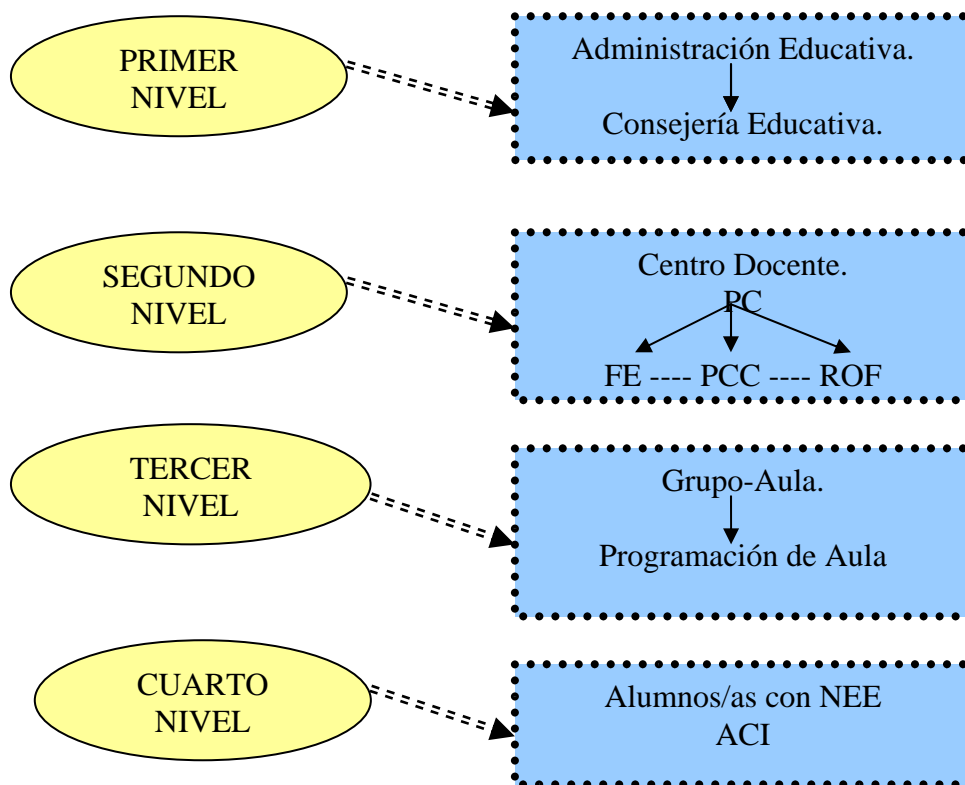 PRIMER
NIVEL
Administración Educativa.
Consejería Educativa.
SEGUNDO
NIVEL
Centro Docente.
PC
FE ---- PCC ---- ROF
TERCER
NIVEL
Grupo-Aula.
Programación de Aula
CUARTO
NIVEL
Alumnos/as con NEE
ACI